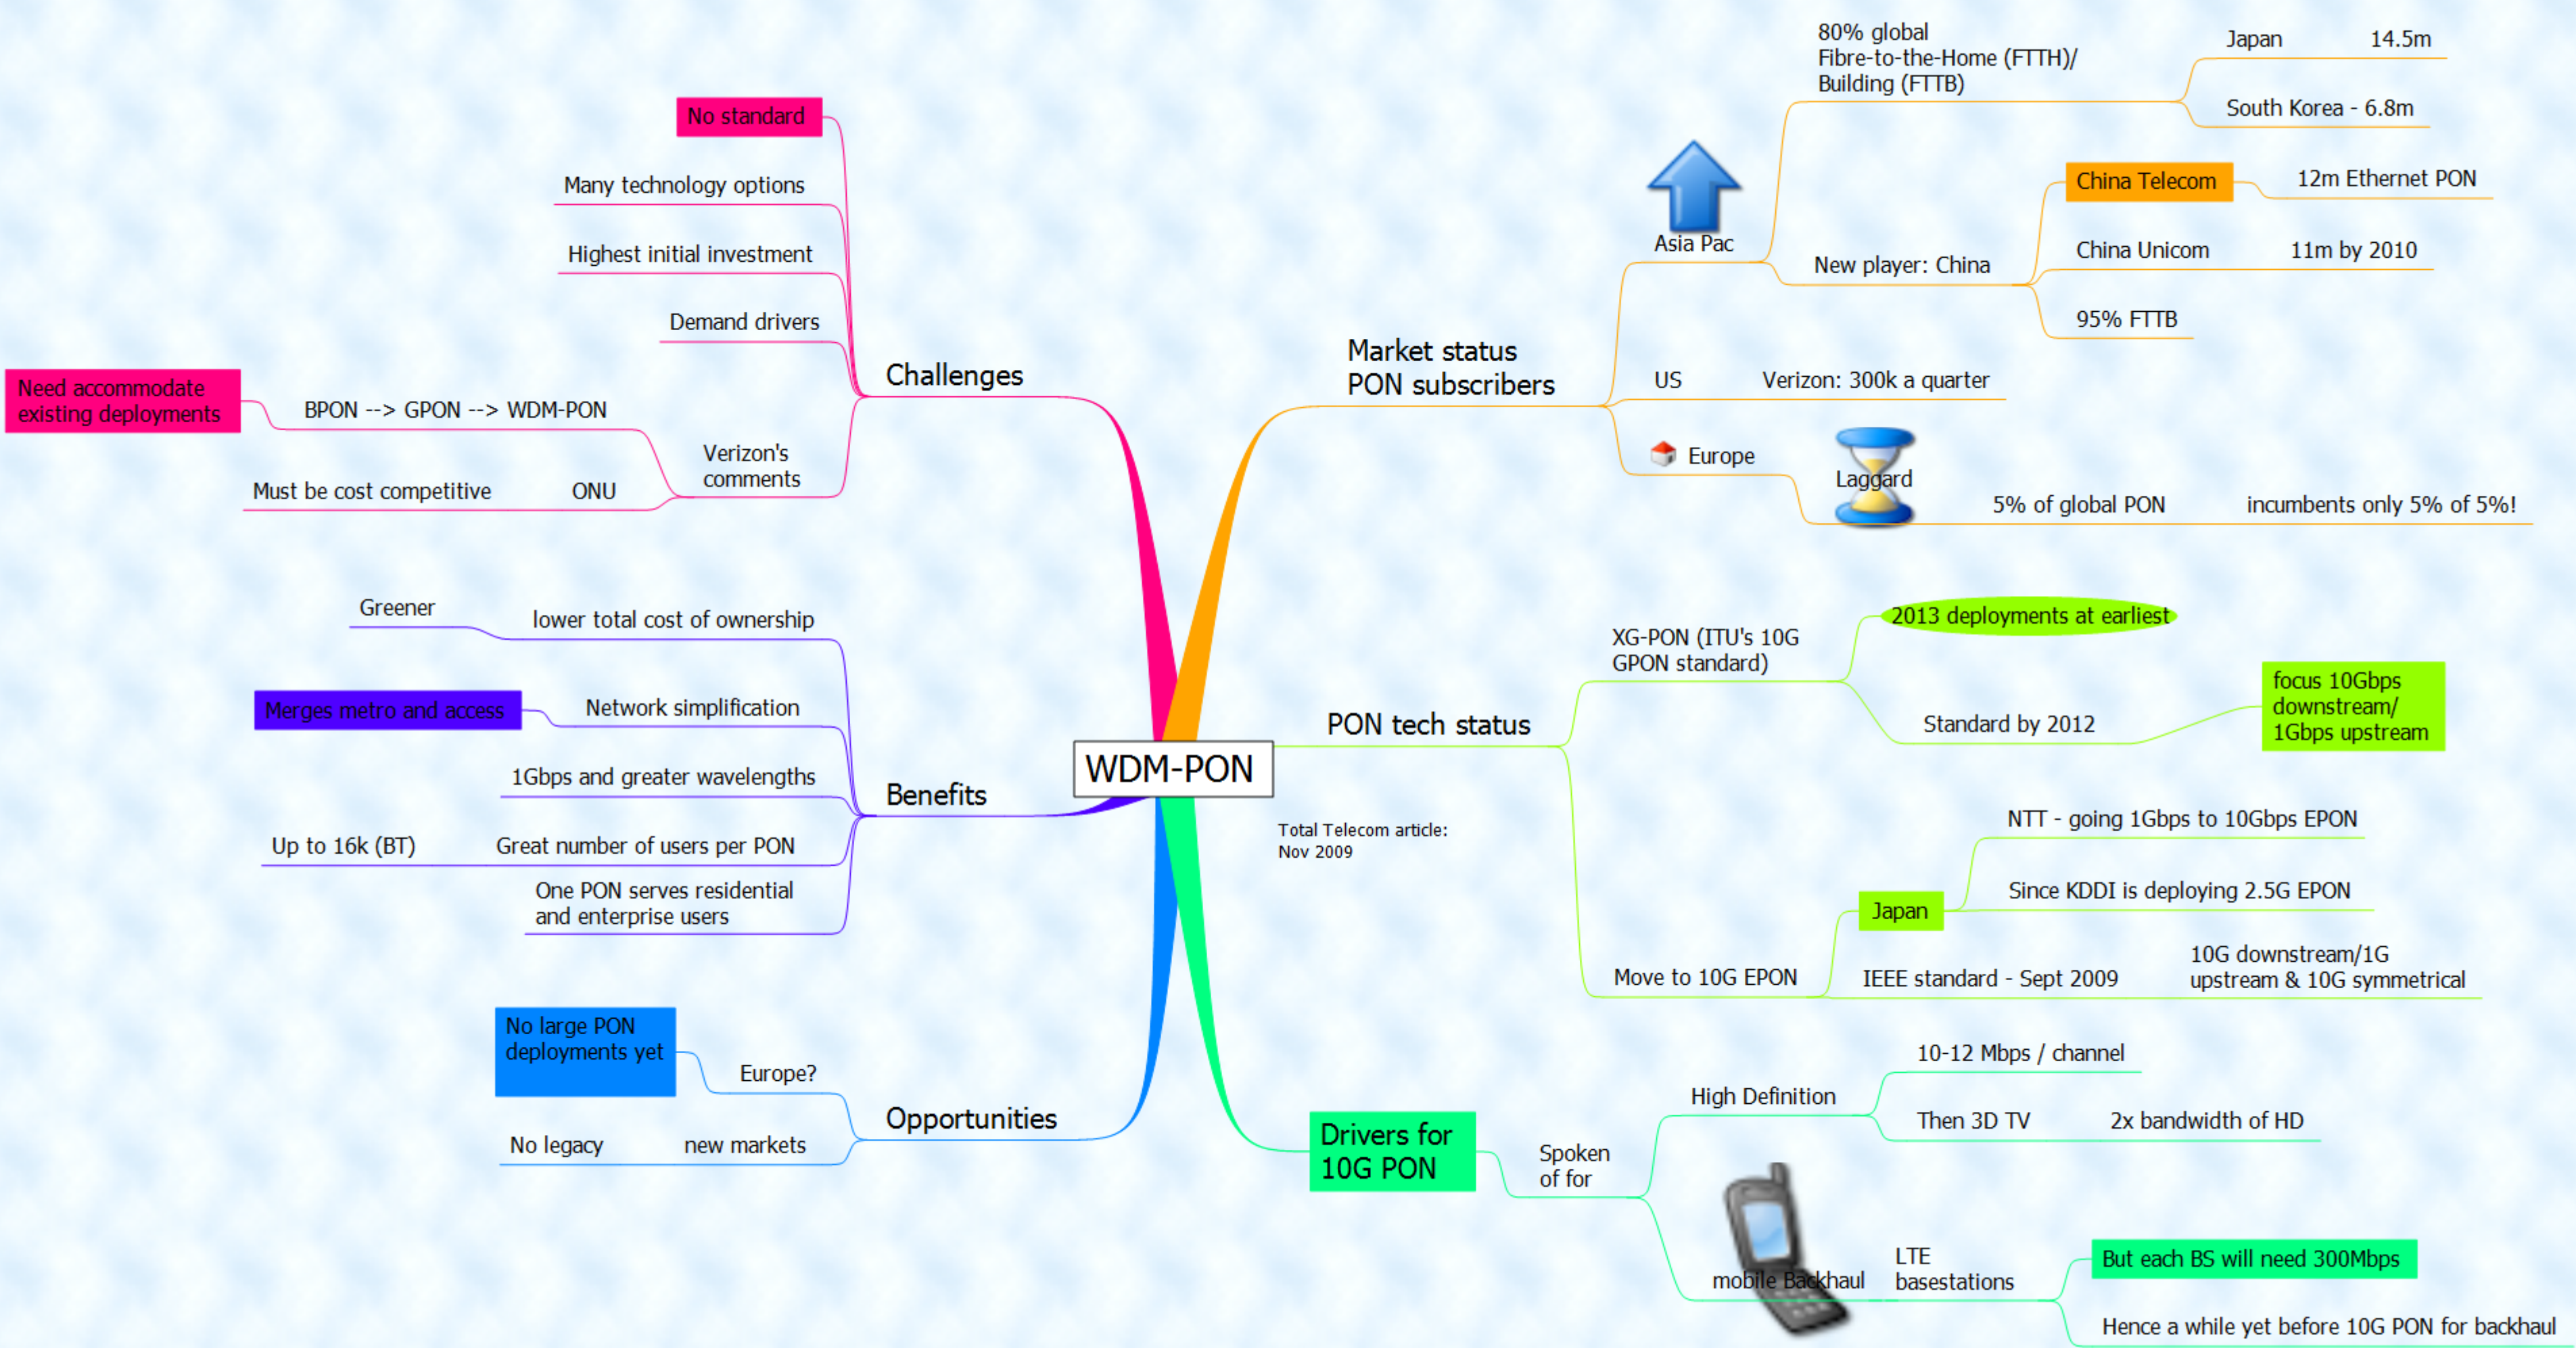 WDM-PON
Total Telecom article:
Nov 2009
Challenges
No standard
Many technology options
Highest initial investment
Demand drivers
Verizon's
comments
BPON --> GPON --> WDM-PON
Need accommodate
existing deployments
ONU
Must be cost competitive
Benefits
lower total cost of ownership
Greener
Network simplification
Merges metro and access
1Gbps and greater wavelengths
Great number of users per PON
Up to 16k (BT)
One PON serves residential
and enterprise users
Opportunities
Europe?
No large PON
deployments yet
new markets
No legacy
Market status
PON subscribers
Asia Pac
80% global
Fibre-to-the-Home (FTTH)/
Building (FTTB)
Japan
14.5m
South Korea - 6.8m
New player: China
China Telecom
12m Ethernet PON
China Unicom
11m by 2010
95% FTTB
US
Verizon: 300k a quarter
Europe
Laggard
5% of global PON
incumbents only 5% of 5%!
PON tech status
XG-PON (ITU's 10G
GPON standard)
2013 deployments at earliest
Standard by 2012
focus 10Gbps
downstream/
1Gbps upstream
Move to 10G EPON
Japan
NTT - going 1Gbps to 10Gbps EPON
Since KDDI is deploying 2.5G EPON
IEEE standard - Sept 2009
10G downstream/1G
upstream & 10G symmetrical
Drivers for
10G PON
Spoken
of for
High Definition
10-12 Mbps / channel
Then 3D TV
2x bandwidth of HD
mobile Backhaul
LTE
basestations
But each BS will need 300Mbps
Hence a while yet before 10G PON for backhaul